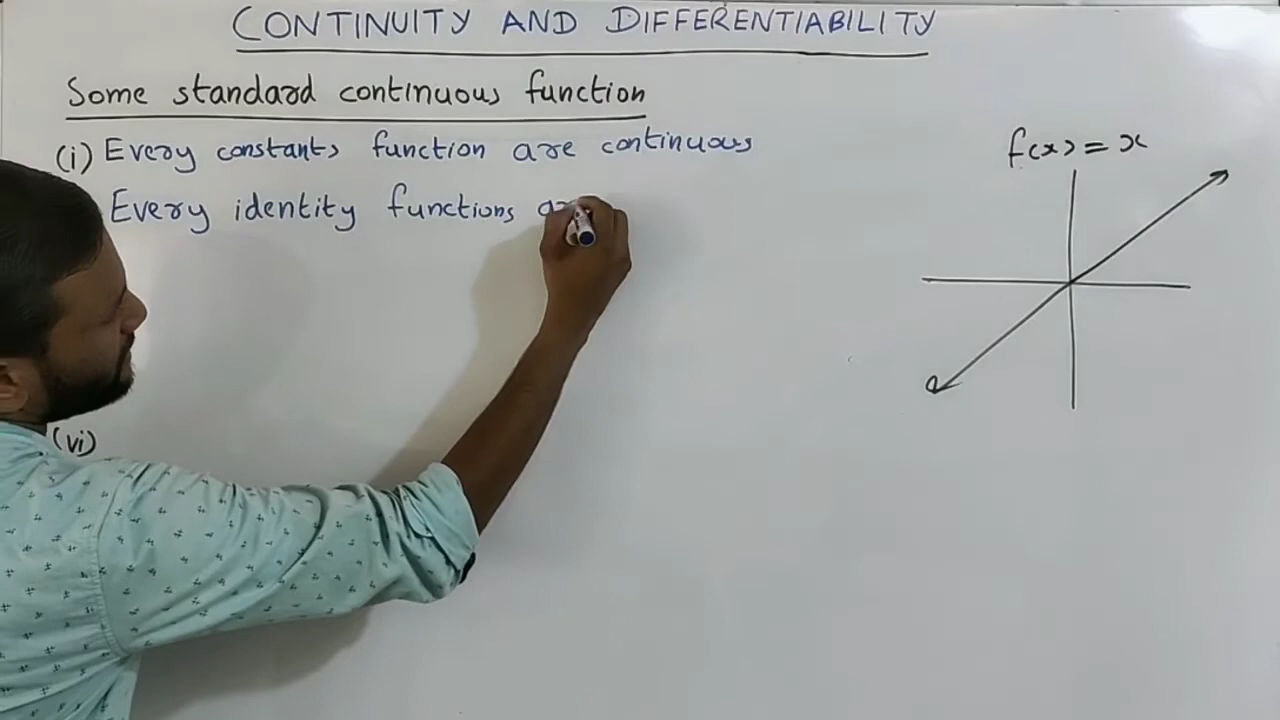 CONTINUITY AND DIFFERENTIABILITY
Some standard continuous function
(i) Every constants function are continuous
Every identity functions
f(x) = x
(vi)